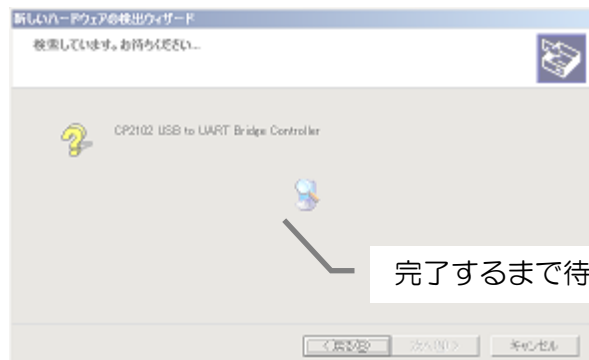 新しいハードウェアの検出ウィザード
検索しています。お待ちください...
CP2102 USB to UART Bridge Controller
完了するまで待
< 戻る(B)
次へ(N) >
キャンセル